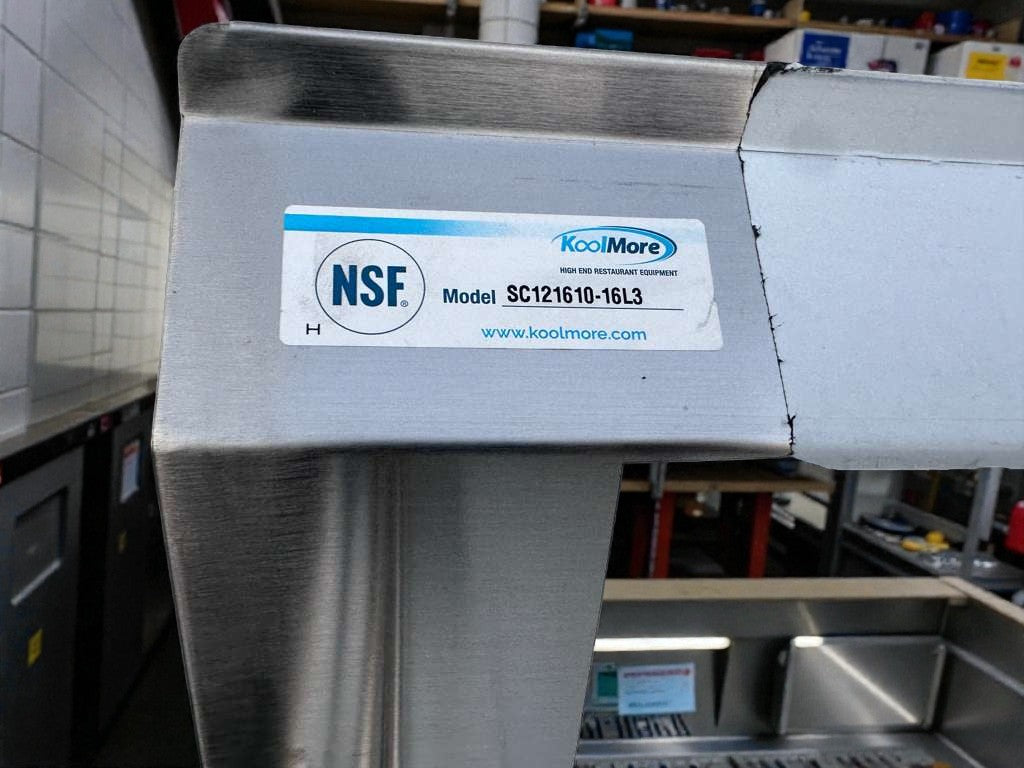 KoolMore
HIGH END RESTAURANT EQUIPMENT
NSF®
Model SC121610-16L3
H
www.koolmore.com